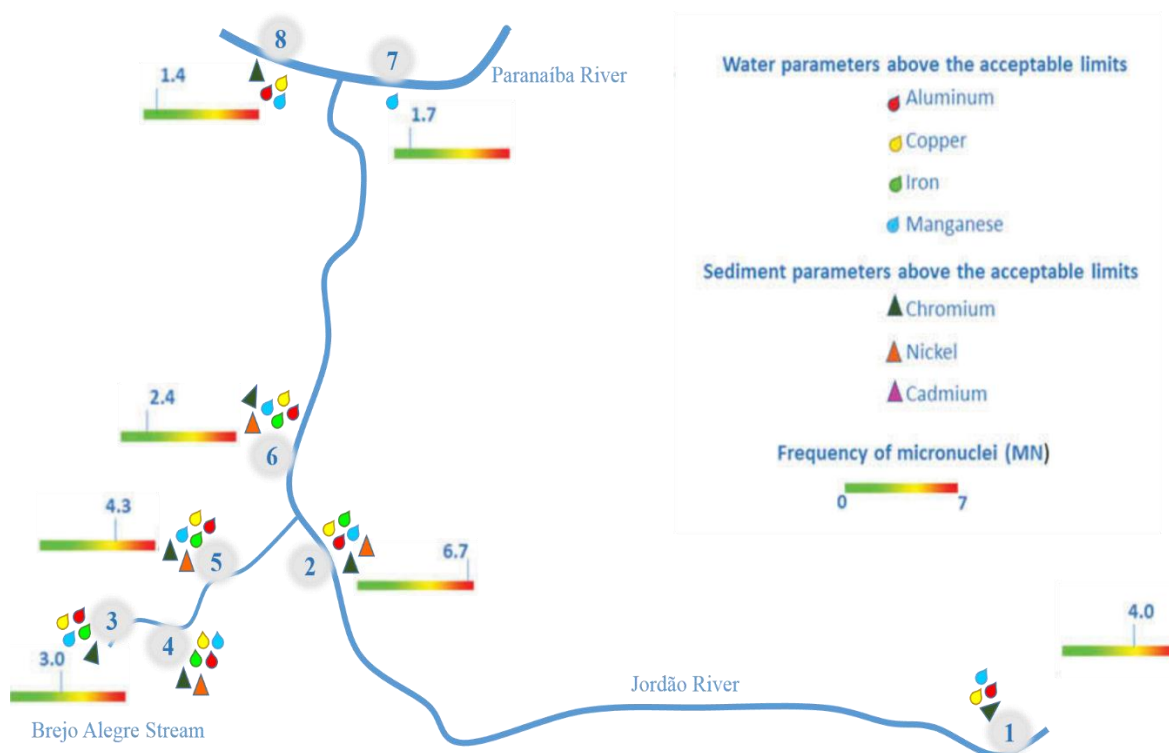 8
7
Paranaíba River
1.4
1.7
Water parameters above the acceptable limits
Aluminum
Copper
Iron
Manganese
Sediment parameters above the acceptable limits
Chromium
Nickel
Cadmium
Frequency of micronuclei (MN)
0
7
2.4
6
4.3
5
2
6.7
3
4
3.0
Brejo Alegre Stream
Jordão River
4.0
1